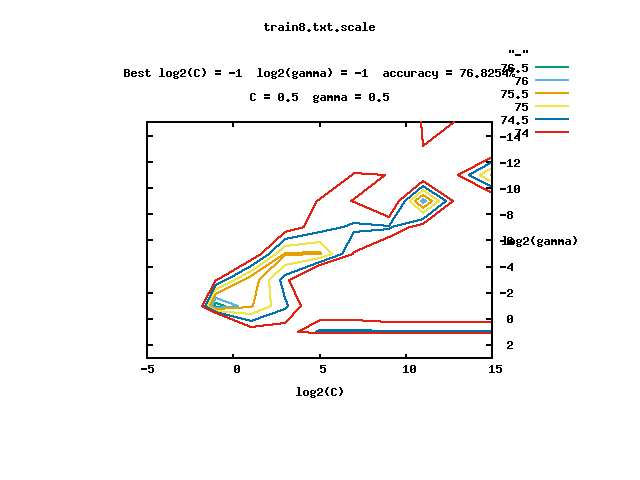 train8.txt.scale
"-"
Best log2(C) = -1  log2(gamma) = -1  accuracy = 76.8254%
C = 0.5  gamma = 0.5
76.5
76
75.5
75
74.5
74
-14
-12
-10
-8
-6
log2(gamma)
-4
-2
0
2
-5 0 5 10 15
log2(C)